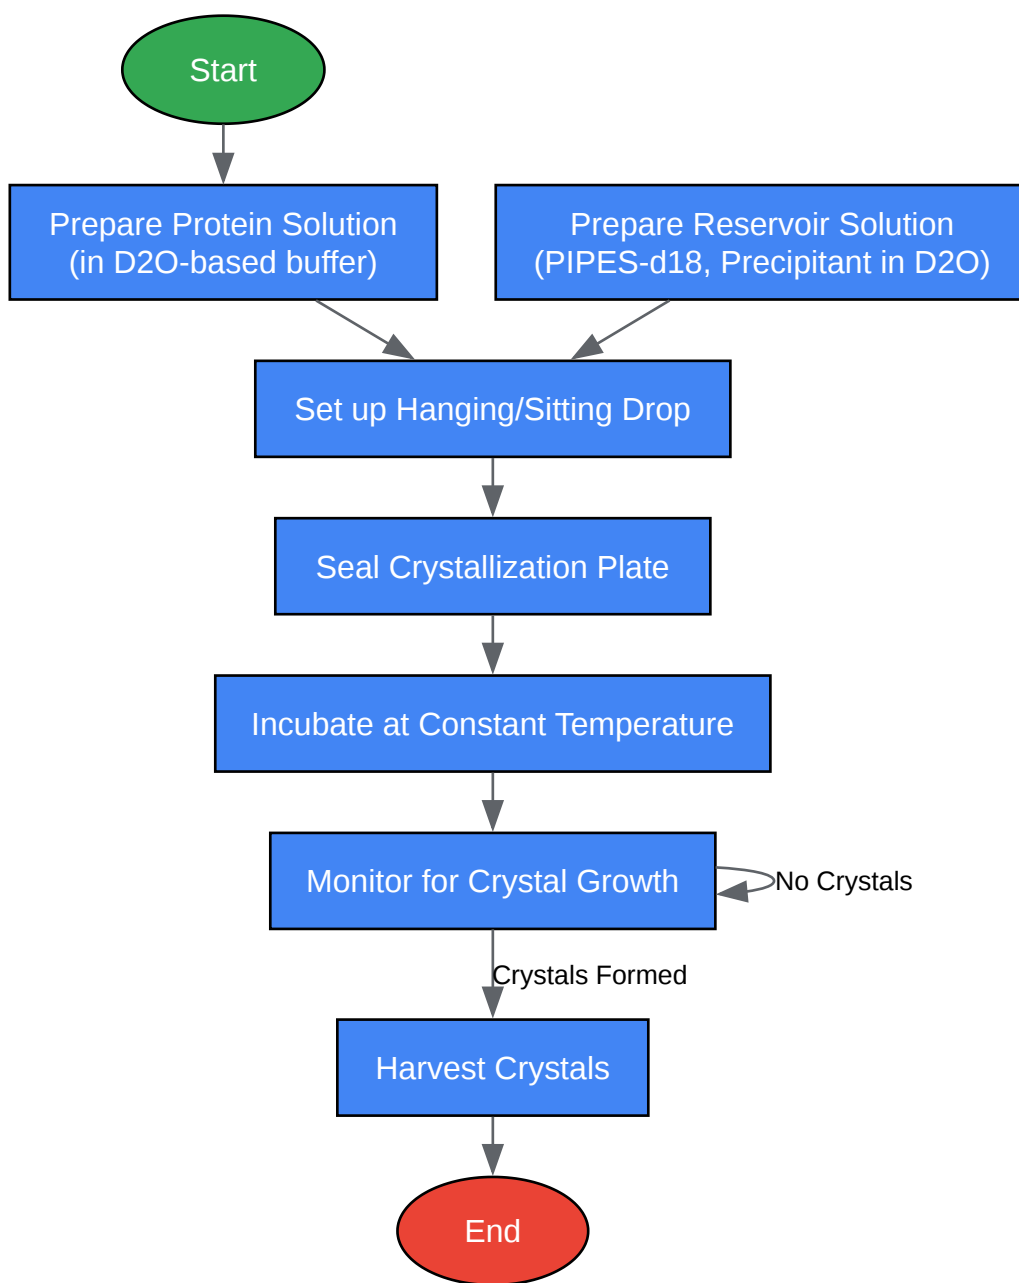 Start
Prepare Protein Solution
(in D2O-based buffer)
Prepare Reservoir Solution
(PIPES-d18, Precipitant in D2O)
Set up Hanging/Sitting Drop
Seal Crystallization Plate
Incubate at Constant Temperature
Monitor for Crystal Growth
No Crystals
Crystals Formed
Harvest Crystals
End